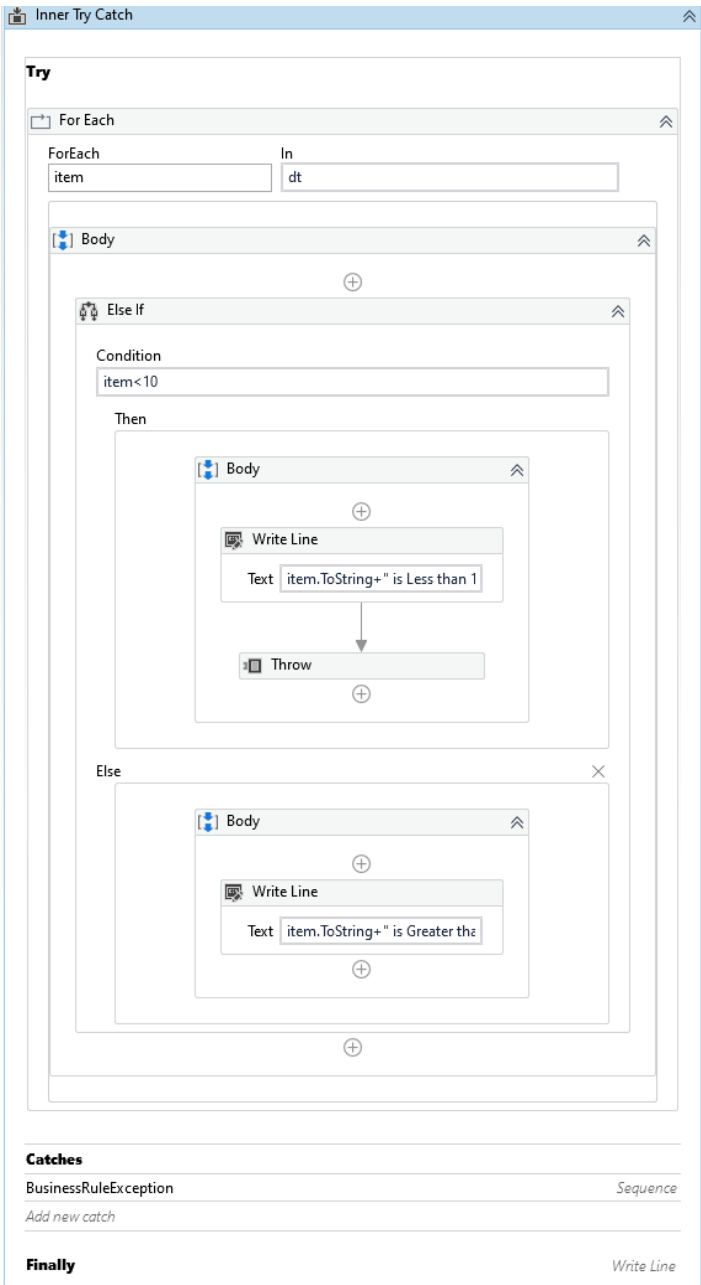 Inner Try Catch
Try
For Each
ForEach In
item dt
Body
Else If
Condition
item<10
Then
Body
Write Line
Text item.ToString+" is Less than 1
Throw
Else
Body
Write Line
Text item.ToString+" is Greater tha
Catches
BusinessRuleException Sequence
Add new catch
Finally Write Line